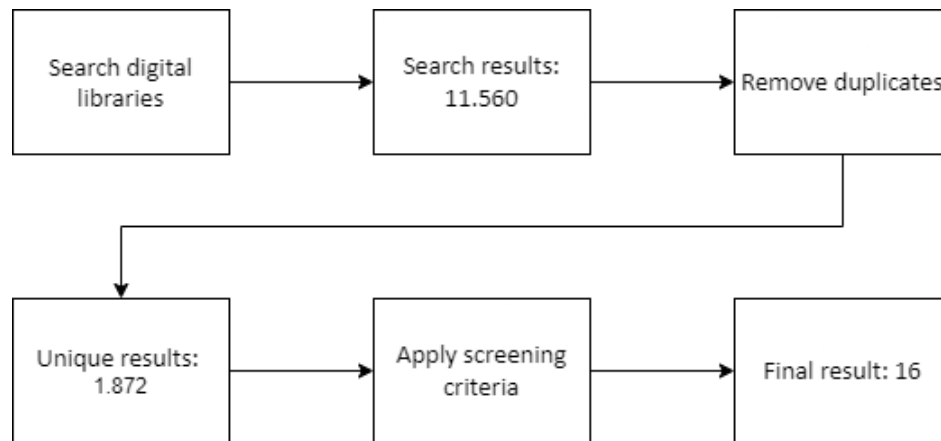 Search digital
libraries
Search results:
11.560
Remove duplicates
Unique results:
1.872
Apply screening
criteria
Final result: 16